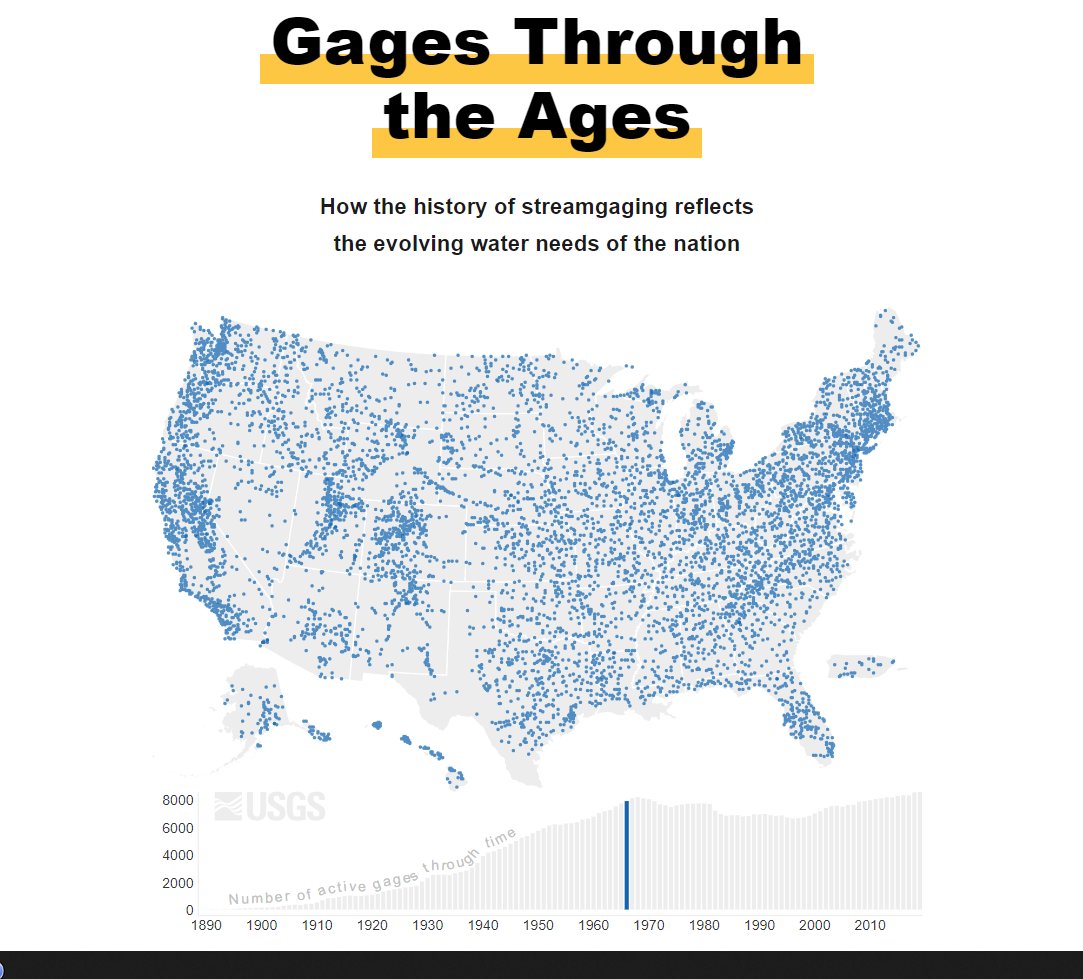 Gages Through
the Ages
How the history of streamgaging reflects
the evolving water needs of the nation
USGS
Number of active gages through time
8000
6000
4000
2000
0
1890 1900 1910 1920 1930 1940 1950 1960 1970 1980 1990 2000 2010